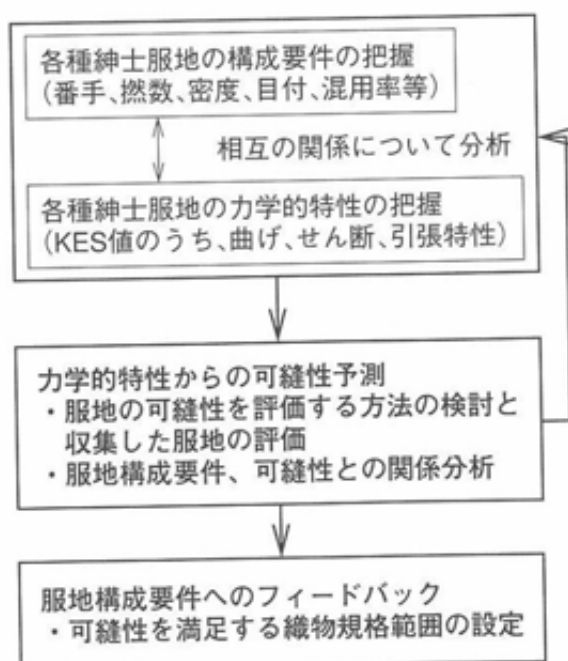 各種紳士服地の構成要件の把握
(番手、撚数、密度、目付、混用率等)
相互の関係について分析
各種紳士服地の力学的特性の把握
(KES値のうち、曲げ、せん断、引張特性)
力学的特性からの可縫性予測
・服地の可縫性を評価する方法の検討と
収集した服地の評価
・服地構成要件、可縫性との関係分析
服地構成要件へのフィードバック
・可縫性を満足する織物規格範囲の設定